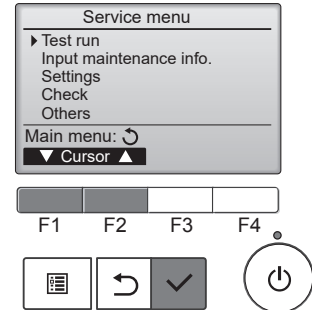 Service menu
Test run
Input maintenance info.
Settings
Check
Others
Main menu:
Cursor
F1 F2 F3 F4